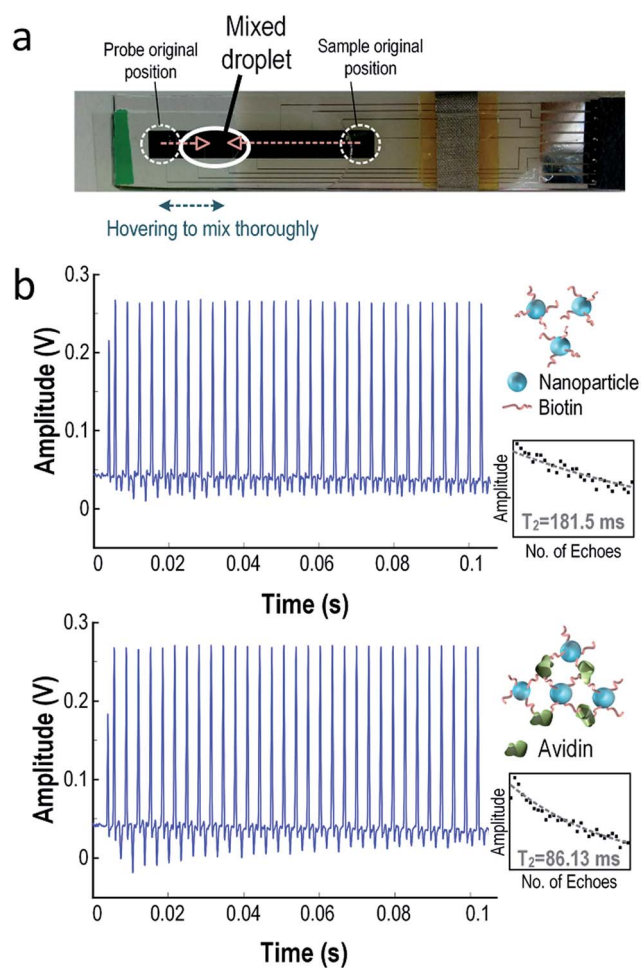 a
Probe original
position
Mixed
droplet
Sample original
position
Hovering to mix thoroughly
b
0.3
0.2
0.1
0
Amplitude (V)
0
0.02
0.04
0.06
0.08
0.1
Time (s)
Nanoparticle
Biotin
Amplitude
T2=181.5 ms
No. of Echoes
0.3
0.2
0.1
0
Amplitude (V)
0
0.02
0.04
0.06
0.08
0.1
Time (s)
Avidin
Amplitude
T2=86.13 ms
No. of Echoes